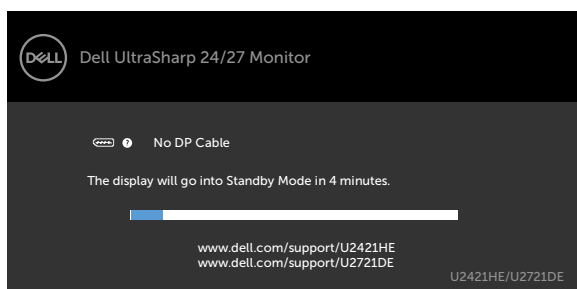 DELL Dell UltraSharp 24/27 Monitor
? No DP Cable
The display will go into Standby Mode in 4 minutes.
www.dell.com/support/U2421HE
www.dell.com/support/U2721DE
U2421HE/U2721DE